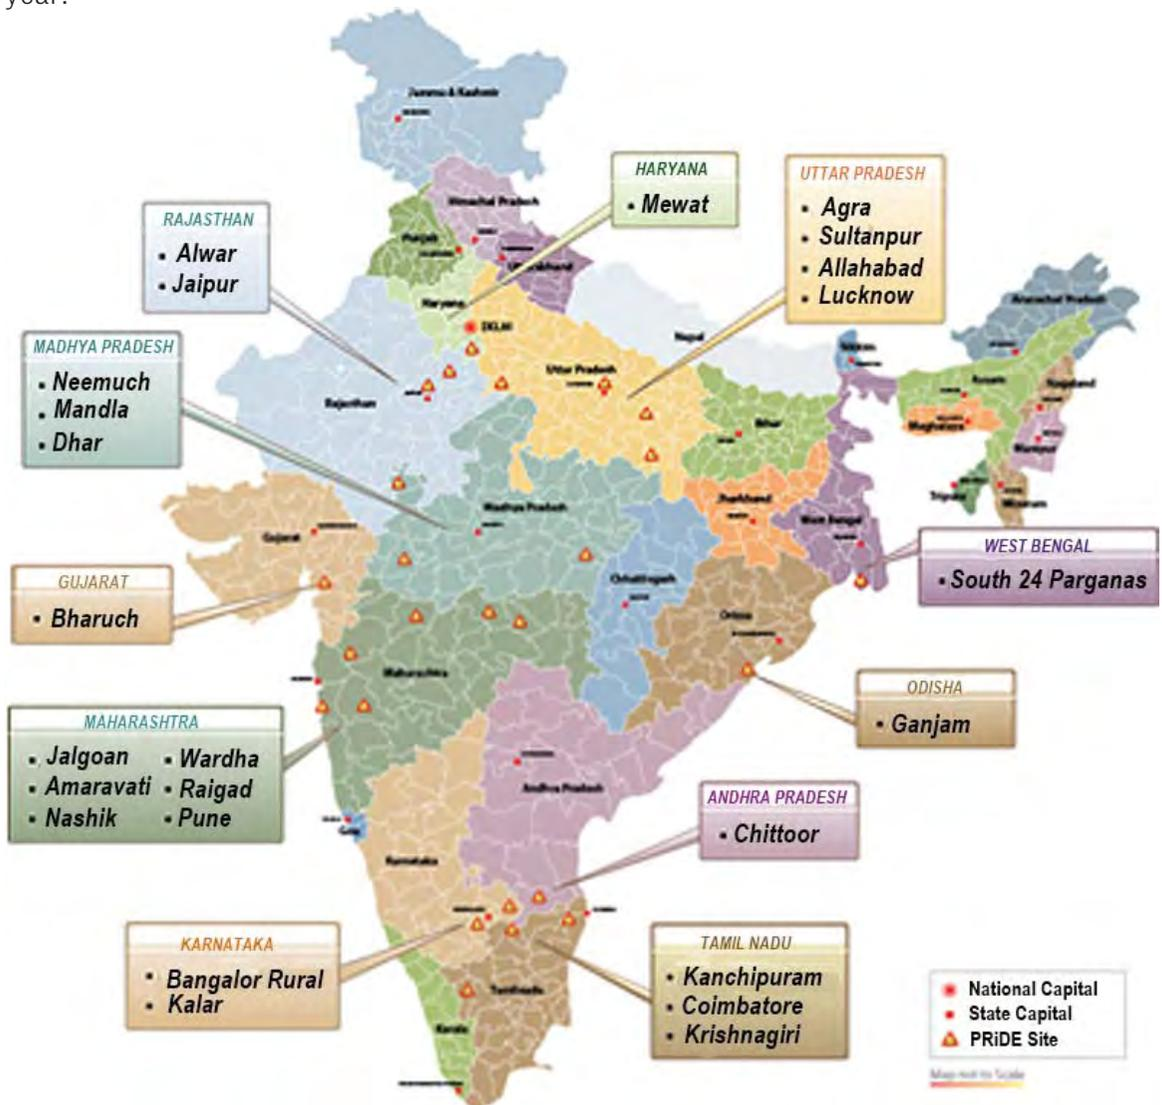 year.
Jammu & Kashmir
HARYANA
• Mewat
UTTAR PRADESH
• Agra
• Sultanpur
• Allahabad
• Lucknow
RAJASTHAN
• Alwar
• Jaipur
MADHYA PRADESH
• Neemuch
• Mandla
• Dhar
GUJARAT
• Bharuch
MAHARASHTRA
• Jalgoan • Wardha
• Amaravati • Raigad
• Nashik • Pune
WEST BENGAL
• South 24 Parganas
ODISHA
• Ganjam
ANDHRA PRADESH
• Chittoor
KARNATAKA
• Bangalor Rural
• Kalar
TAMIL NADU
• Kanchipuram
• Coimbatore
• Krishnagiri
Himachal Pradesh
Punjab
Uttarakhand
Haryana
DELHI
Nepal
Uttar Pradesh
Rajasthan
Bihar
Arunachal Pradesh
Assam
Nagaland
Meghalaya
Manipur
Tripura
Mizoram
Sikkim
Jharkhand
West Bengal
Madhya Pradesh
Gujarat
Chhattisgarh
Orissa
Maharashtra
Andhra Pradesh
Goa
Karnataka
Tamilnadu
Kerala
National Capital
State Capital
PRiDE Site
Map not to Scale